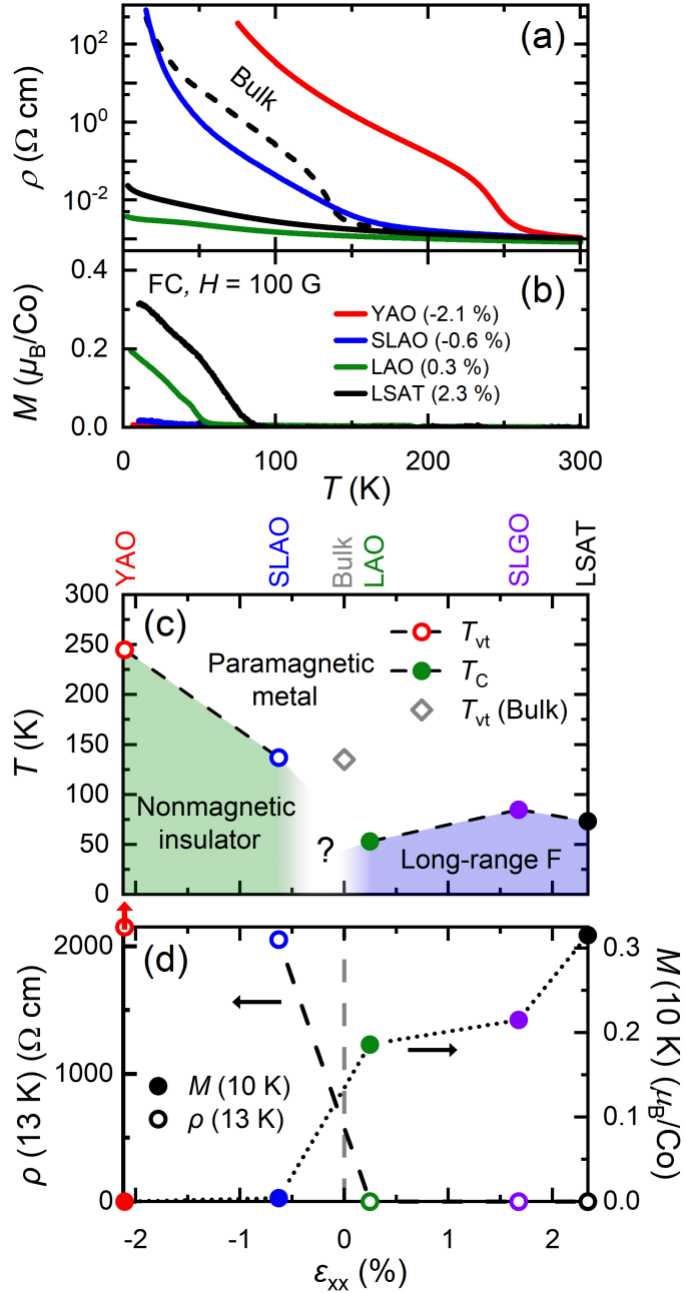 (a)
10²
10⁰
10⁻²
ρ (Ω cm)
Bulk
(b)
FC, H = 100 G
YAO (-2.1 %)
SLAO (-0.6 %)
LAO (0.3 %)
LSAT (2.3 %)
0.4
0.2
0.0
M (μB/Co)
0 100 200 300
T (K)
YAO SLAO Bulk LAO SLGO LSAT
(c)
300
250
200
150
100
50
0
T (K)
Tvt
TC
Tvt (Bulk)
Paramagnetic
metal
Nonmagnetic
insulator
?
Long-range F
(d)
2000
1000
0
ρ (13 K) (Ω cm)
M (10 K)
ρ (13 K)
0.3
0.2
0.1
0.0
M (10 K) (μB/Co)
-2 -1 0 1 2
εxx (%)